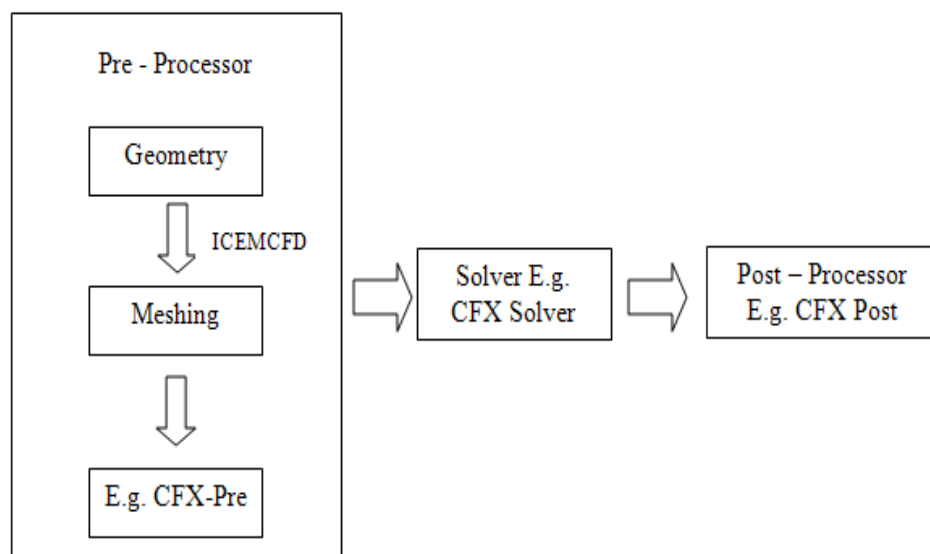 Pre - Processor
Geometry
ICEMCFD
Meshing
E.g. CFX-Pre
Solver E.g.
CFX Solver
Post – Processor
E.g. CFX Post